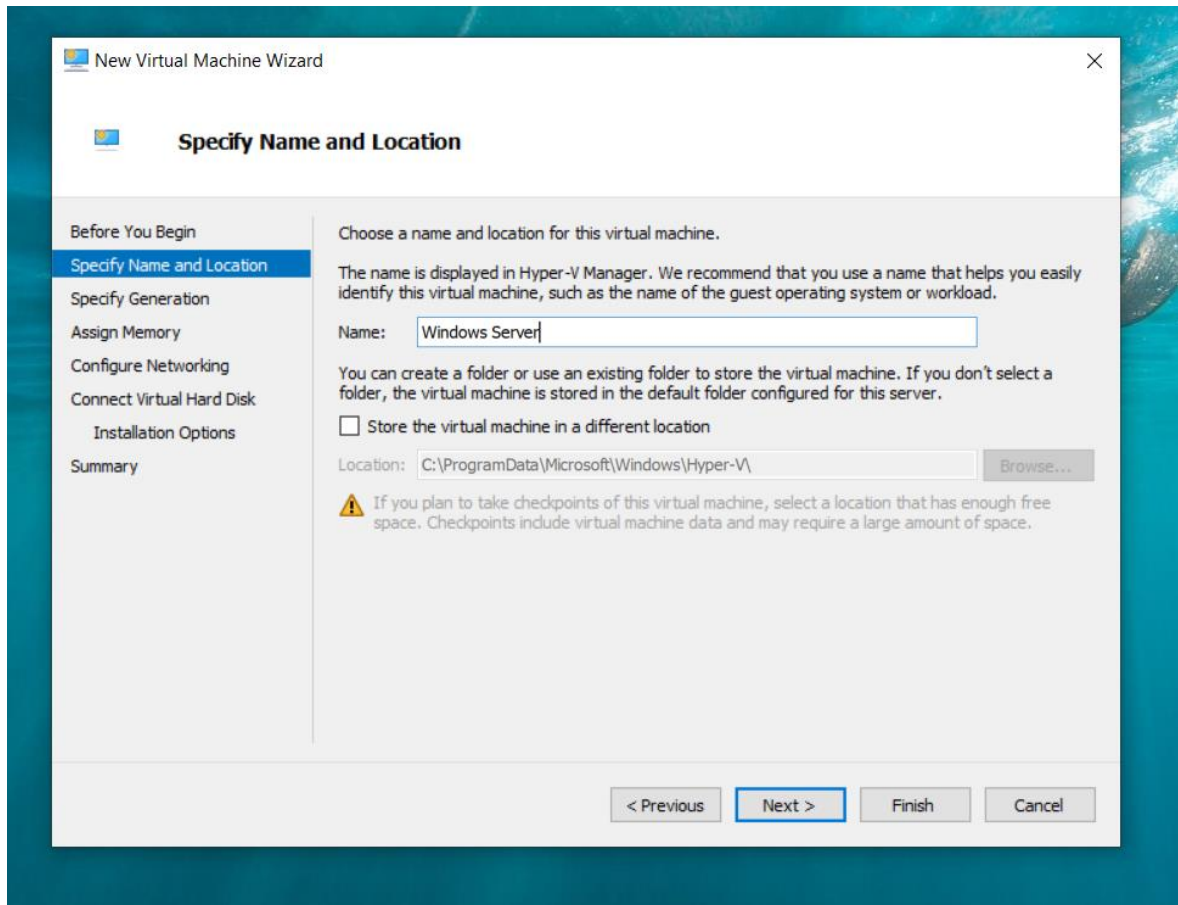 New Virtual Machine Wizard
Specify Name and Location
Before You Begin
Specify Name and Location
Specify Generation
Assign Memory
Configure Networking
Connect Virtual Hard Disk
Installation Options
Summary
Choose a name and location for this virtual machine.
The name is displayed in Hyper-V Manager. We recommend that you use a name that helps you easily
identify this virtual machine, such as the name of the guest operating system or workload.
Name: Windows Server
You can create a folder or use an existing folder to store the virtual machine. If you don't select a
folder, the virtual machine is stored in the default folder configured for this server.
Store the virtual machine in a different location
Location: C:\ProgramData\Microsoft\Windows\Hyper-V\ Browse...
If you plan to take checkpoints of this virtual machine, select a location that has enough free
space. Checkpoints include virtual machine data and may require a large amount of space.
< Previous Next > Finish Cancel